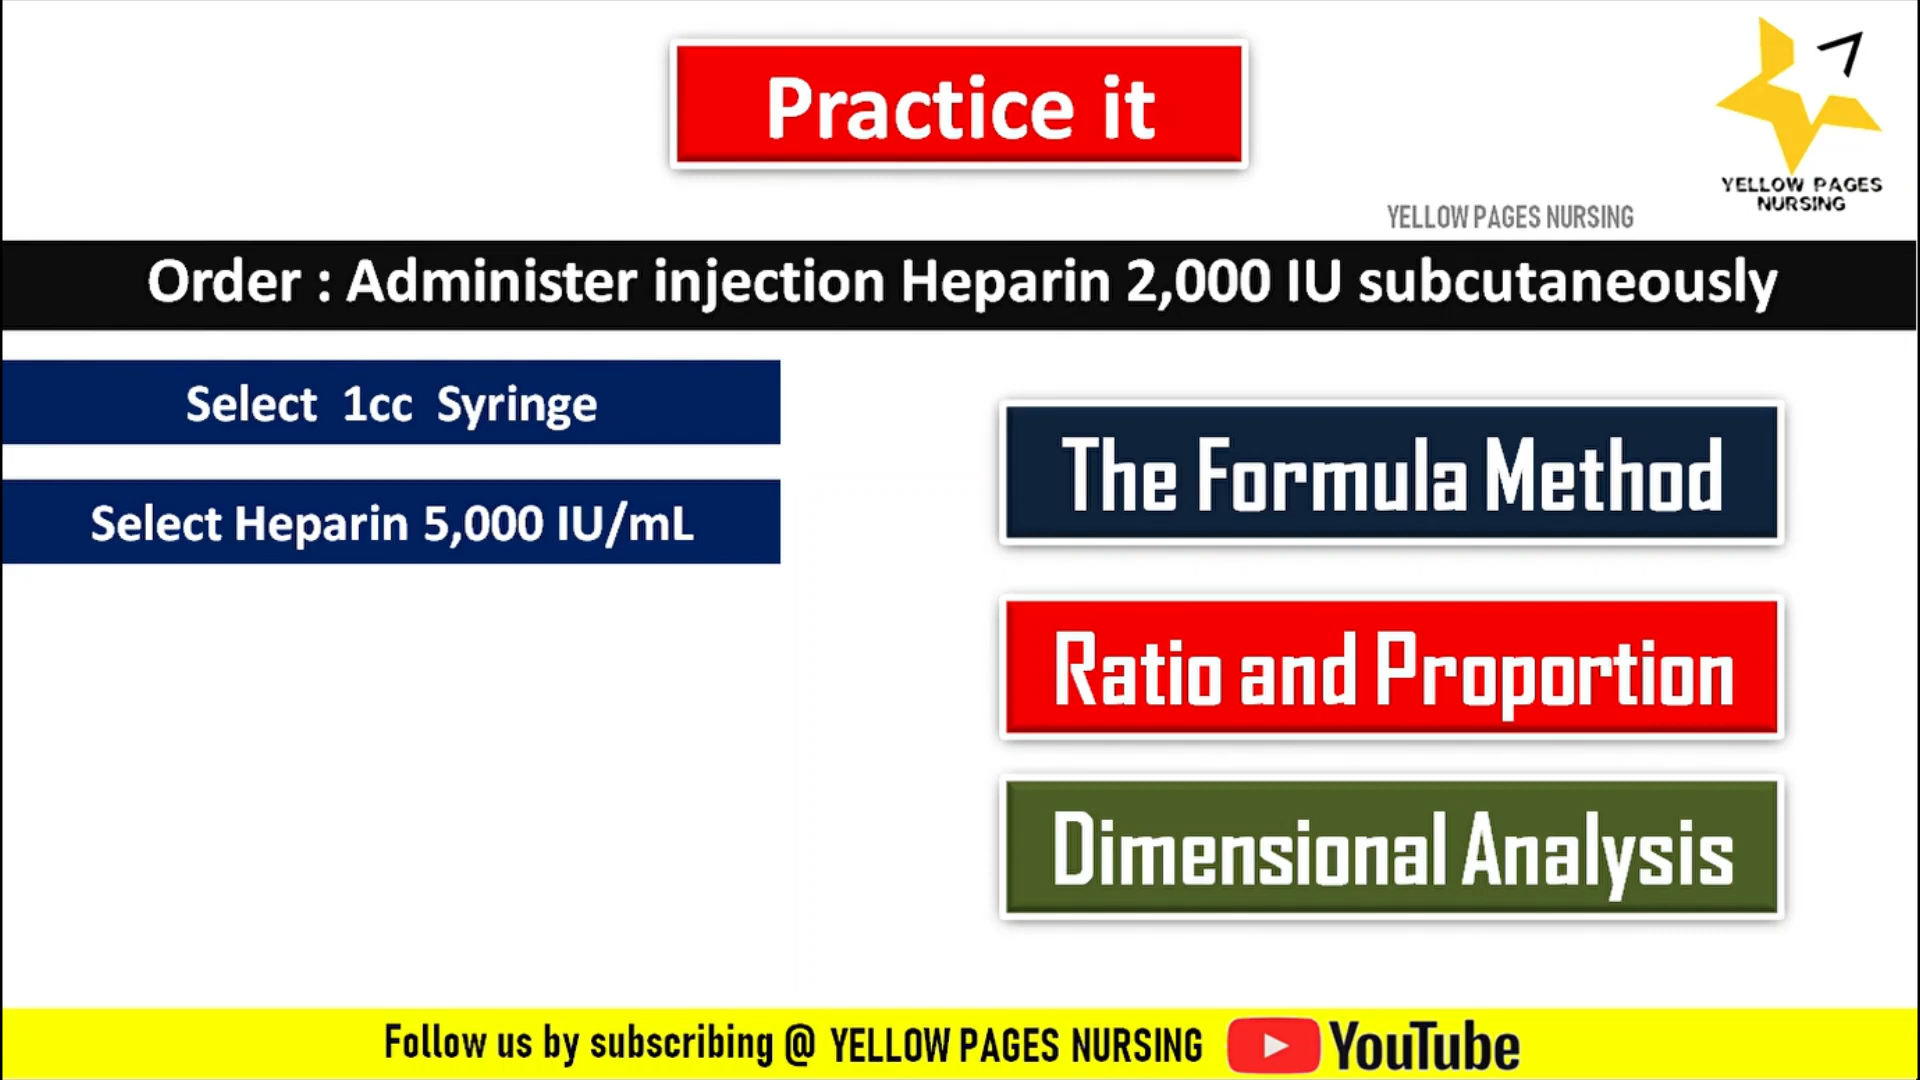 Practice it
YELLOW PAGES
NURSING
YELLOW PAGES NURSING
Order : Administer injection Heparin 2,000 IU subcutaneously
Select 1cc Syringe
Select Heparin 5,000 IU/mL
The Formula Method
Ratio and Proportion
Dimensional Analysis
Follow us by subscribing @ YELLOW PAGES NURSING YouTube